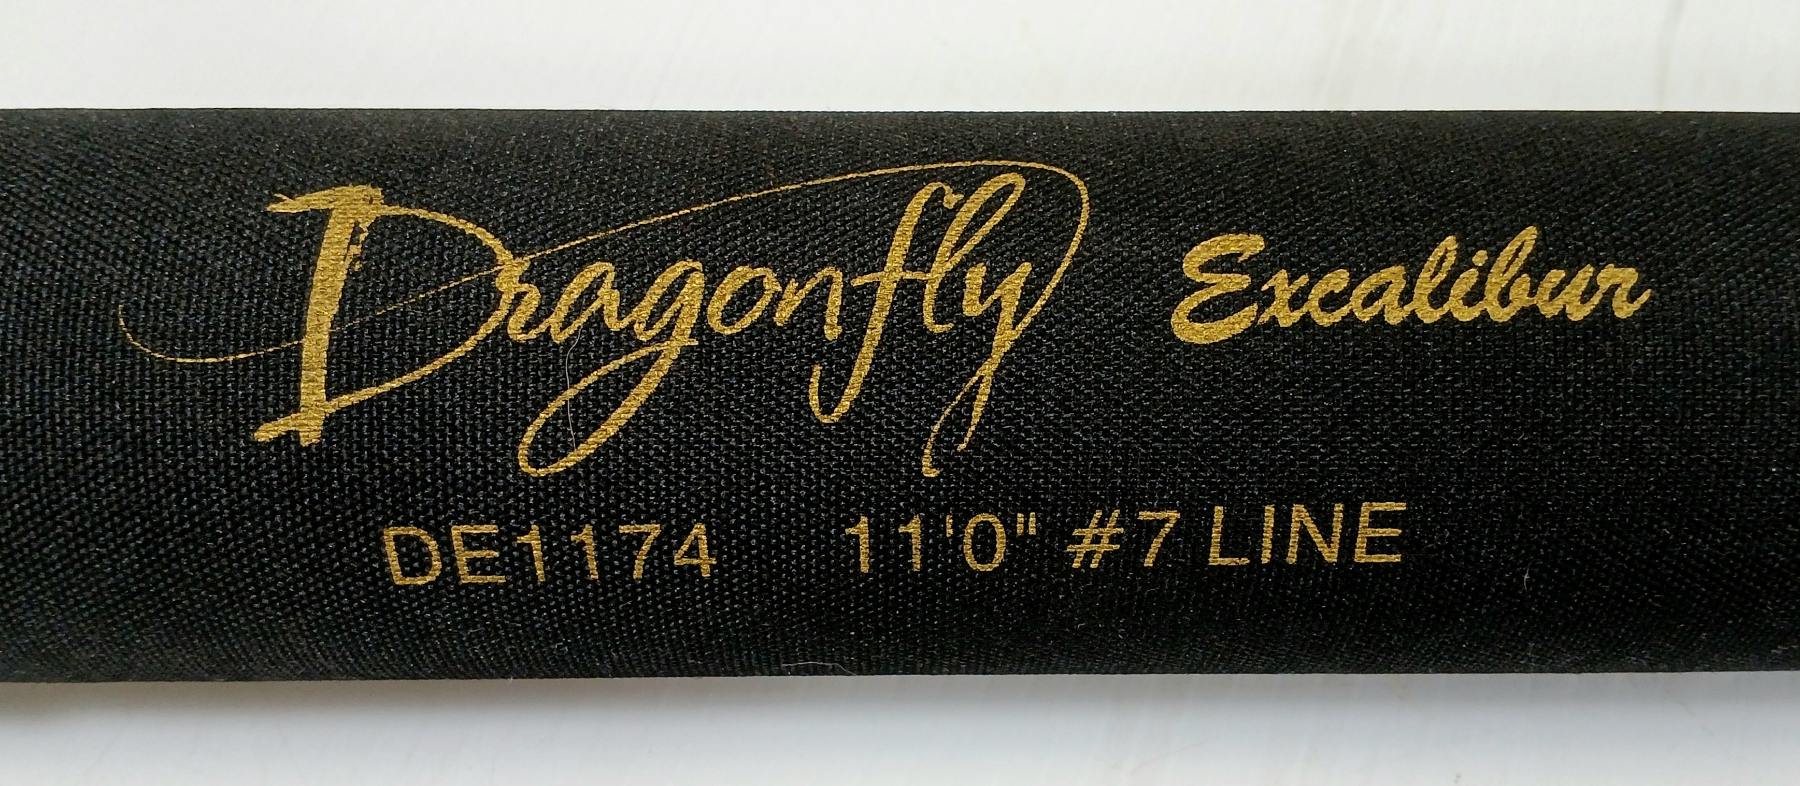 Dragonfly Excalibur
DE1174 11'0" #7 LINE